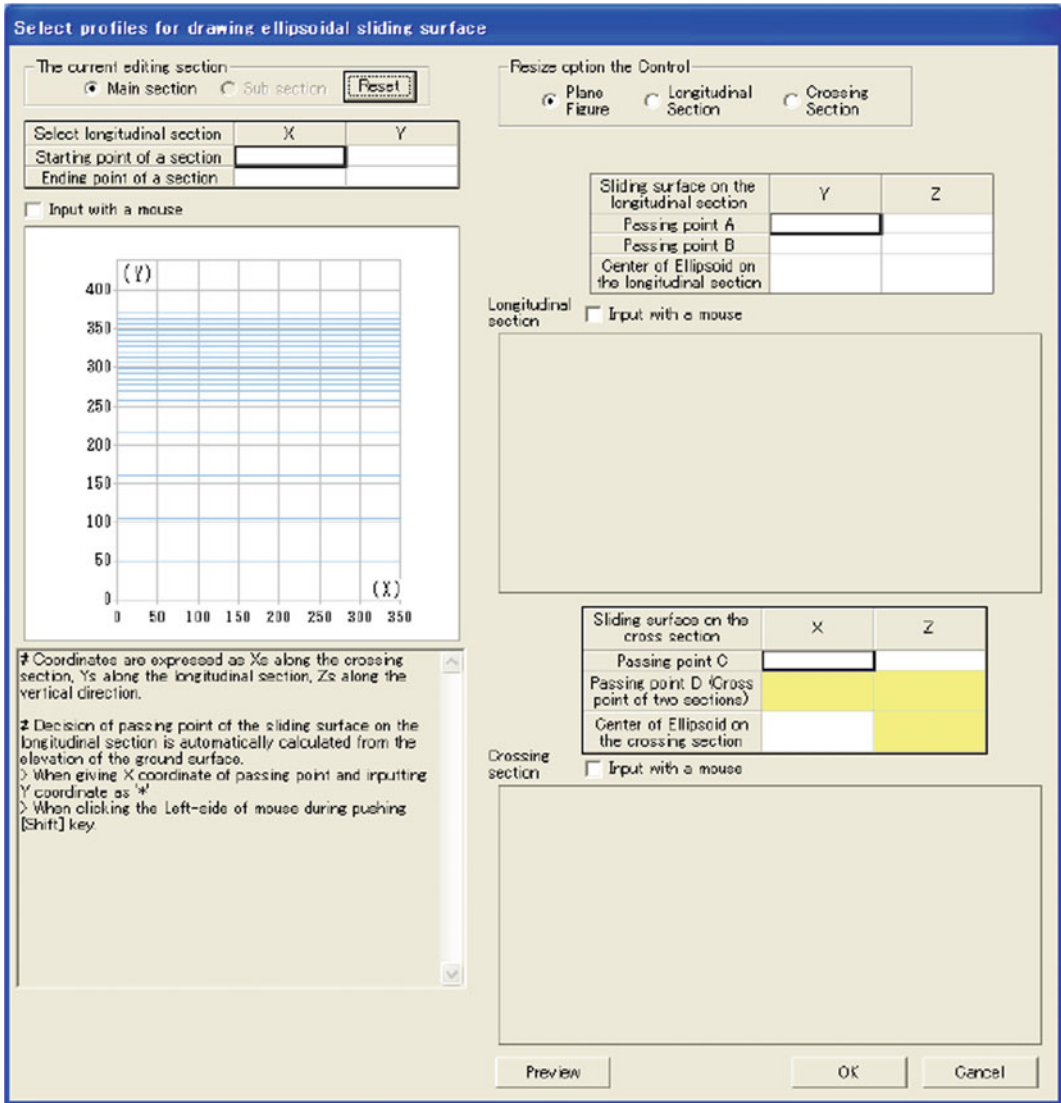 Select profiles for drawing ellipsoidal sliding surface
The current editing section
Main section
Sub section
Reset
Select longitudinal section X Y
Starting point of a section
Ending point of a section
Input with a mouse
(Y)
400
350
300
250
200
150
100
50
0
(X)
0 50 100 150 200 250 300 350
# Coordinates are expressed as Xs along the crossing
section, Ys along the longitudinal section, Zs along the
vertical direction.
# Decision of passing point of the sliding surface on the
longitudinal section is automatically calculated from the
elevation of the ground surface.
> When giving X coordinate of passing point and inputting
Y coordinate as '*'
> When clicking the Left-side of mouse during pushing
[Shift] key.
Resize option the Control
Plane
Figure
Longitudinal
Section
Crossing
Section
Sliding surface on the
longitudinal section
Y Z
Passing point A
Passing point B
Center of Ellipsoid on
the longitudinal section
Longitudinal
section
Input with a mouse
Sliding surface on the
cross section
X Z
Passing point C
Passing point D (Cross
point of two sections)
Center of Ellipsoid on
the crossing section
Crossing
section
Input with a mouse
Preview
OK
Cancel